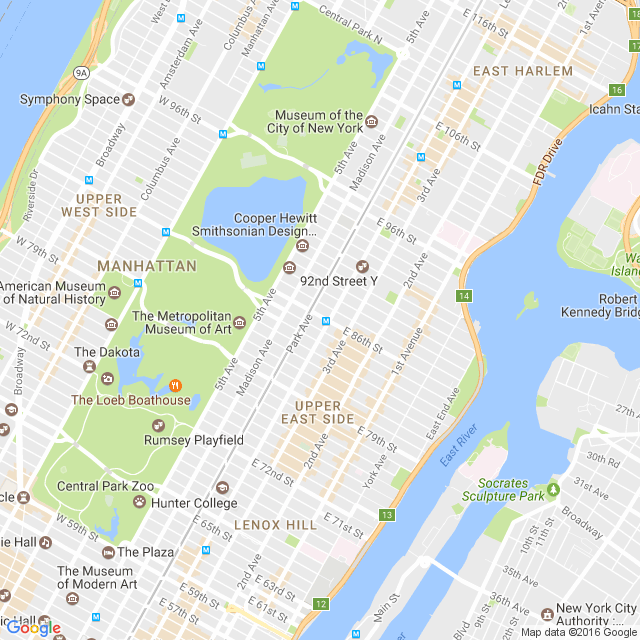 West
Amsterdam Ave
Columbus Ave
Manhattan Ave
Central Park N
5th Ave
E 116th St
1st Ave
18
17
EAST HARLEM
9A
Symphony Space
W 96th St
16
Icahn Sta
Museum of the
City of New York
E 106th St
Broadway
Columbus Ave
5th Ave
Madison Ave
3rd Ave
FDR Drive
Riverside Dr
UPPER
WEST SIDE
Cooper Hewitt
Smithsonian Design...
E 96th St
W 79th St
MANHATTAN
92nd Street Y
2nd Ave
Robert
Kennedy Bridg
14
American Museum
of Natural History
5th Ave
The Metropolitan
Museum of Art
Park Ave
E 86th St
1st Avenue
W 72nd St
The Dakota
Broadway
5th Ave
Madison Ave
3rd Ave
The Loeb Boathouse
UPPER
EAST SIDE
East End Ave
27th A
Rumsey Playfield
E 79th St
East River
2nd Ave
30th Rd
E 72nd St
York Ave
31st Ave
Central Park Zoo
Socrates
Sculpture Park
Hunter College
Broadway
W 59th St
E 65th St
LENOX HILL
E 71st St
13
10th St
11th St
The Plaza
The Museum
of Modern Art
2nd Ave
E 63rd St
35th Ave
36th Ave
Main St
E 59th St
E 61st St
E 57th St
12
New York City
Authority :...
Google
Map data ©2016 Goo